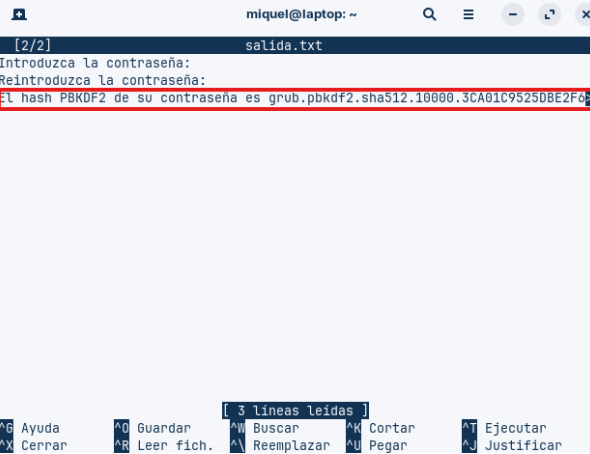 miquel@laptop: ~
[2/2] salida.txt
Introduzca la contraseña:
Reintroduzca la contraseña:
El hash PBKDF2 de su contraseña es grub.pbkdf2.sha512.10000.3CA01C9525DBE2F6>
[ 3 líneas leídas ]
^G Ayuda ^O Guardar ^W Buscar ^K Cortar ^T Ejecutar
^X Cerrar ^R Leer fich. ^\ Reemplazar ^U Pegar ^J Justificar